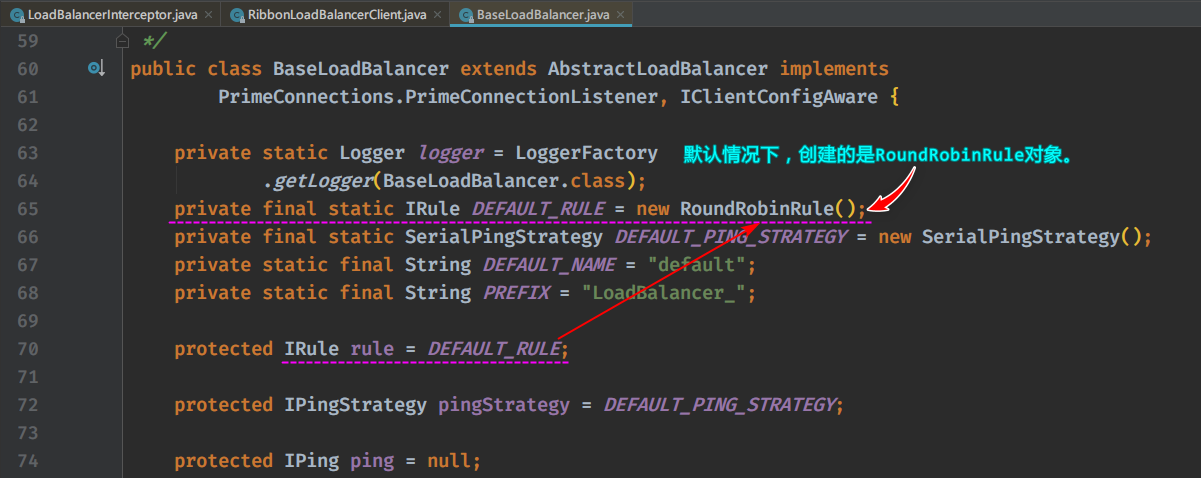 LoadBalancerInterceptor.java × RibbonLoadBalancerClient.java × BaseLoadBalancer.java ×
59 */
60 public class BaseLoadBalancer extends AbstractLoadBalancer implements
61 PrimeConnections.PrimeConnectionListener, IClientConfigAware {
62
63 private static Logger logger = LoggerFactory 默认情况下，创建的是RoundRobinRule对象。
64 .getLogger(BaseLoadBalancer.class);
65 private final static IRule DEFAULT_RULE = new RoundRobinRule();
66 private final static SerialPingStrategy DEFAULT_PING_STRATEGY = new SerialPingStrategy();
67 private static final String DEFAULT_NAME = "default";
68 private static final String PREFIX = "LoadBalancer_";
69
70 protected IRule rule = DEFAULT_RULE;
71
72 protected IPingStrategy pingStrategy = DEFAULT_PING_STRATEGY;
73
74 protected IPing ping = null;